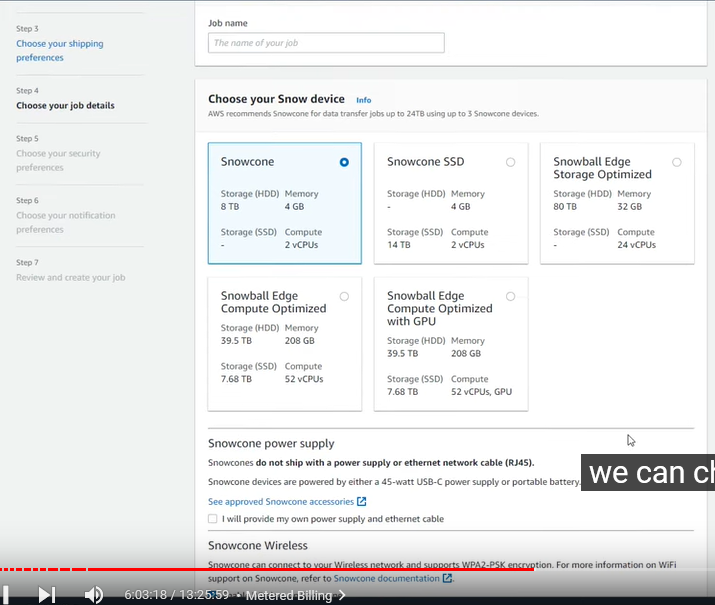 Step 3
Choose your shipping
preferences
Step 4
Choose your job details
Step 5
Choose your security
preferences
Step 6
Choose your notification
preferences
Step 7
Review and create your job
Job name
The name of your job
Choose your Snow device Info
AWS recommends Snowcone for data transfer jobs up to 24TB using up to 3 Snowcone devices.
Snowcone
Storage (HDD) Memory
8 TB 4 GB
Storage (SSD) Compute
- 2 vCPUs
Snowcone SSD
Storage (HDD) Memory
- 4 GB
Storage (SSD) Compute
14 TB 2 vCPUs
Snowball Edge
Storage Optimized
Storage (HDD) Memory
80 TB 32 GB
Storage (SSD) Compute
- 24 vCPUs
Snowball Edge
Compute Optimized
Storage (HDD) Memory
39.5 TB 208 GB
Storage (SSD) Compute
7.68 TB 52 vCPUs
Snowball Edge
Compute Optimized
with GPU
Storage (HDD) Memory
39.5 TB 208 GB
Storage (SSD) Compute
7.68 TB 52 vCPUs, GPU
Snowcone power supply
Snowcones do not ship with a power supply or ethernet network cable (RJ45).
Snowcone devices are powered by either a 45-watt USB-C power supply or portable battery.
we can ch
See approved Snowcone accessories
I will provide my own power supply and ethernet cable
Snowcone Wireless
Snowcone can connect to your Wireless network and supports WPA2-PSK encryption. For more information on WiFi
support on Snowcone, refer to Snowcone documentation.
6:03:18 / 13:25:59 • Metered Billing